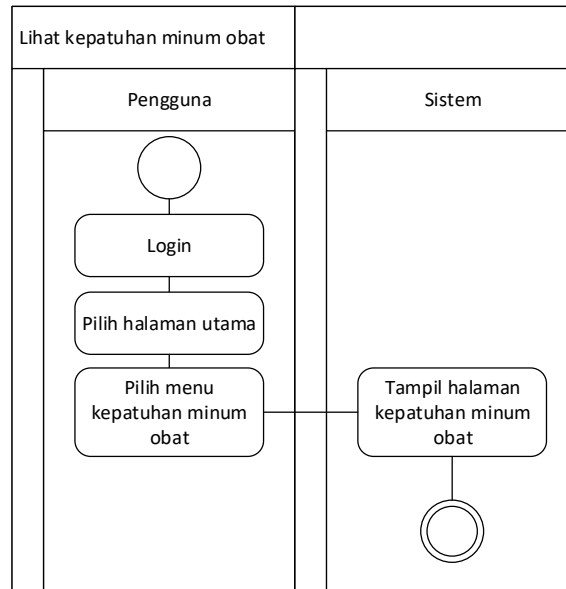 Lihat kepatuhan minum obat
Pengguna
Sistem
Login
Pilih halaman utama
Pilih menu
kepatuhan minum
obat
Tampil halaman
kepatuhan minum
obat